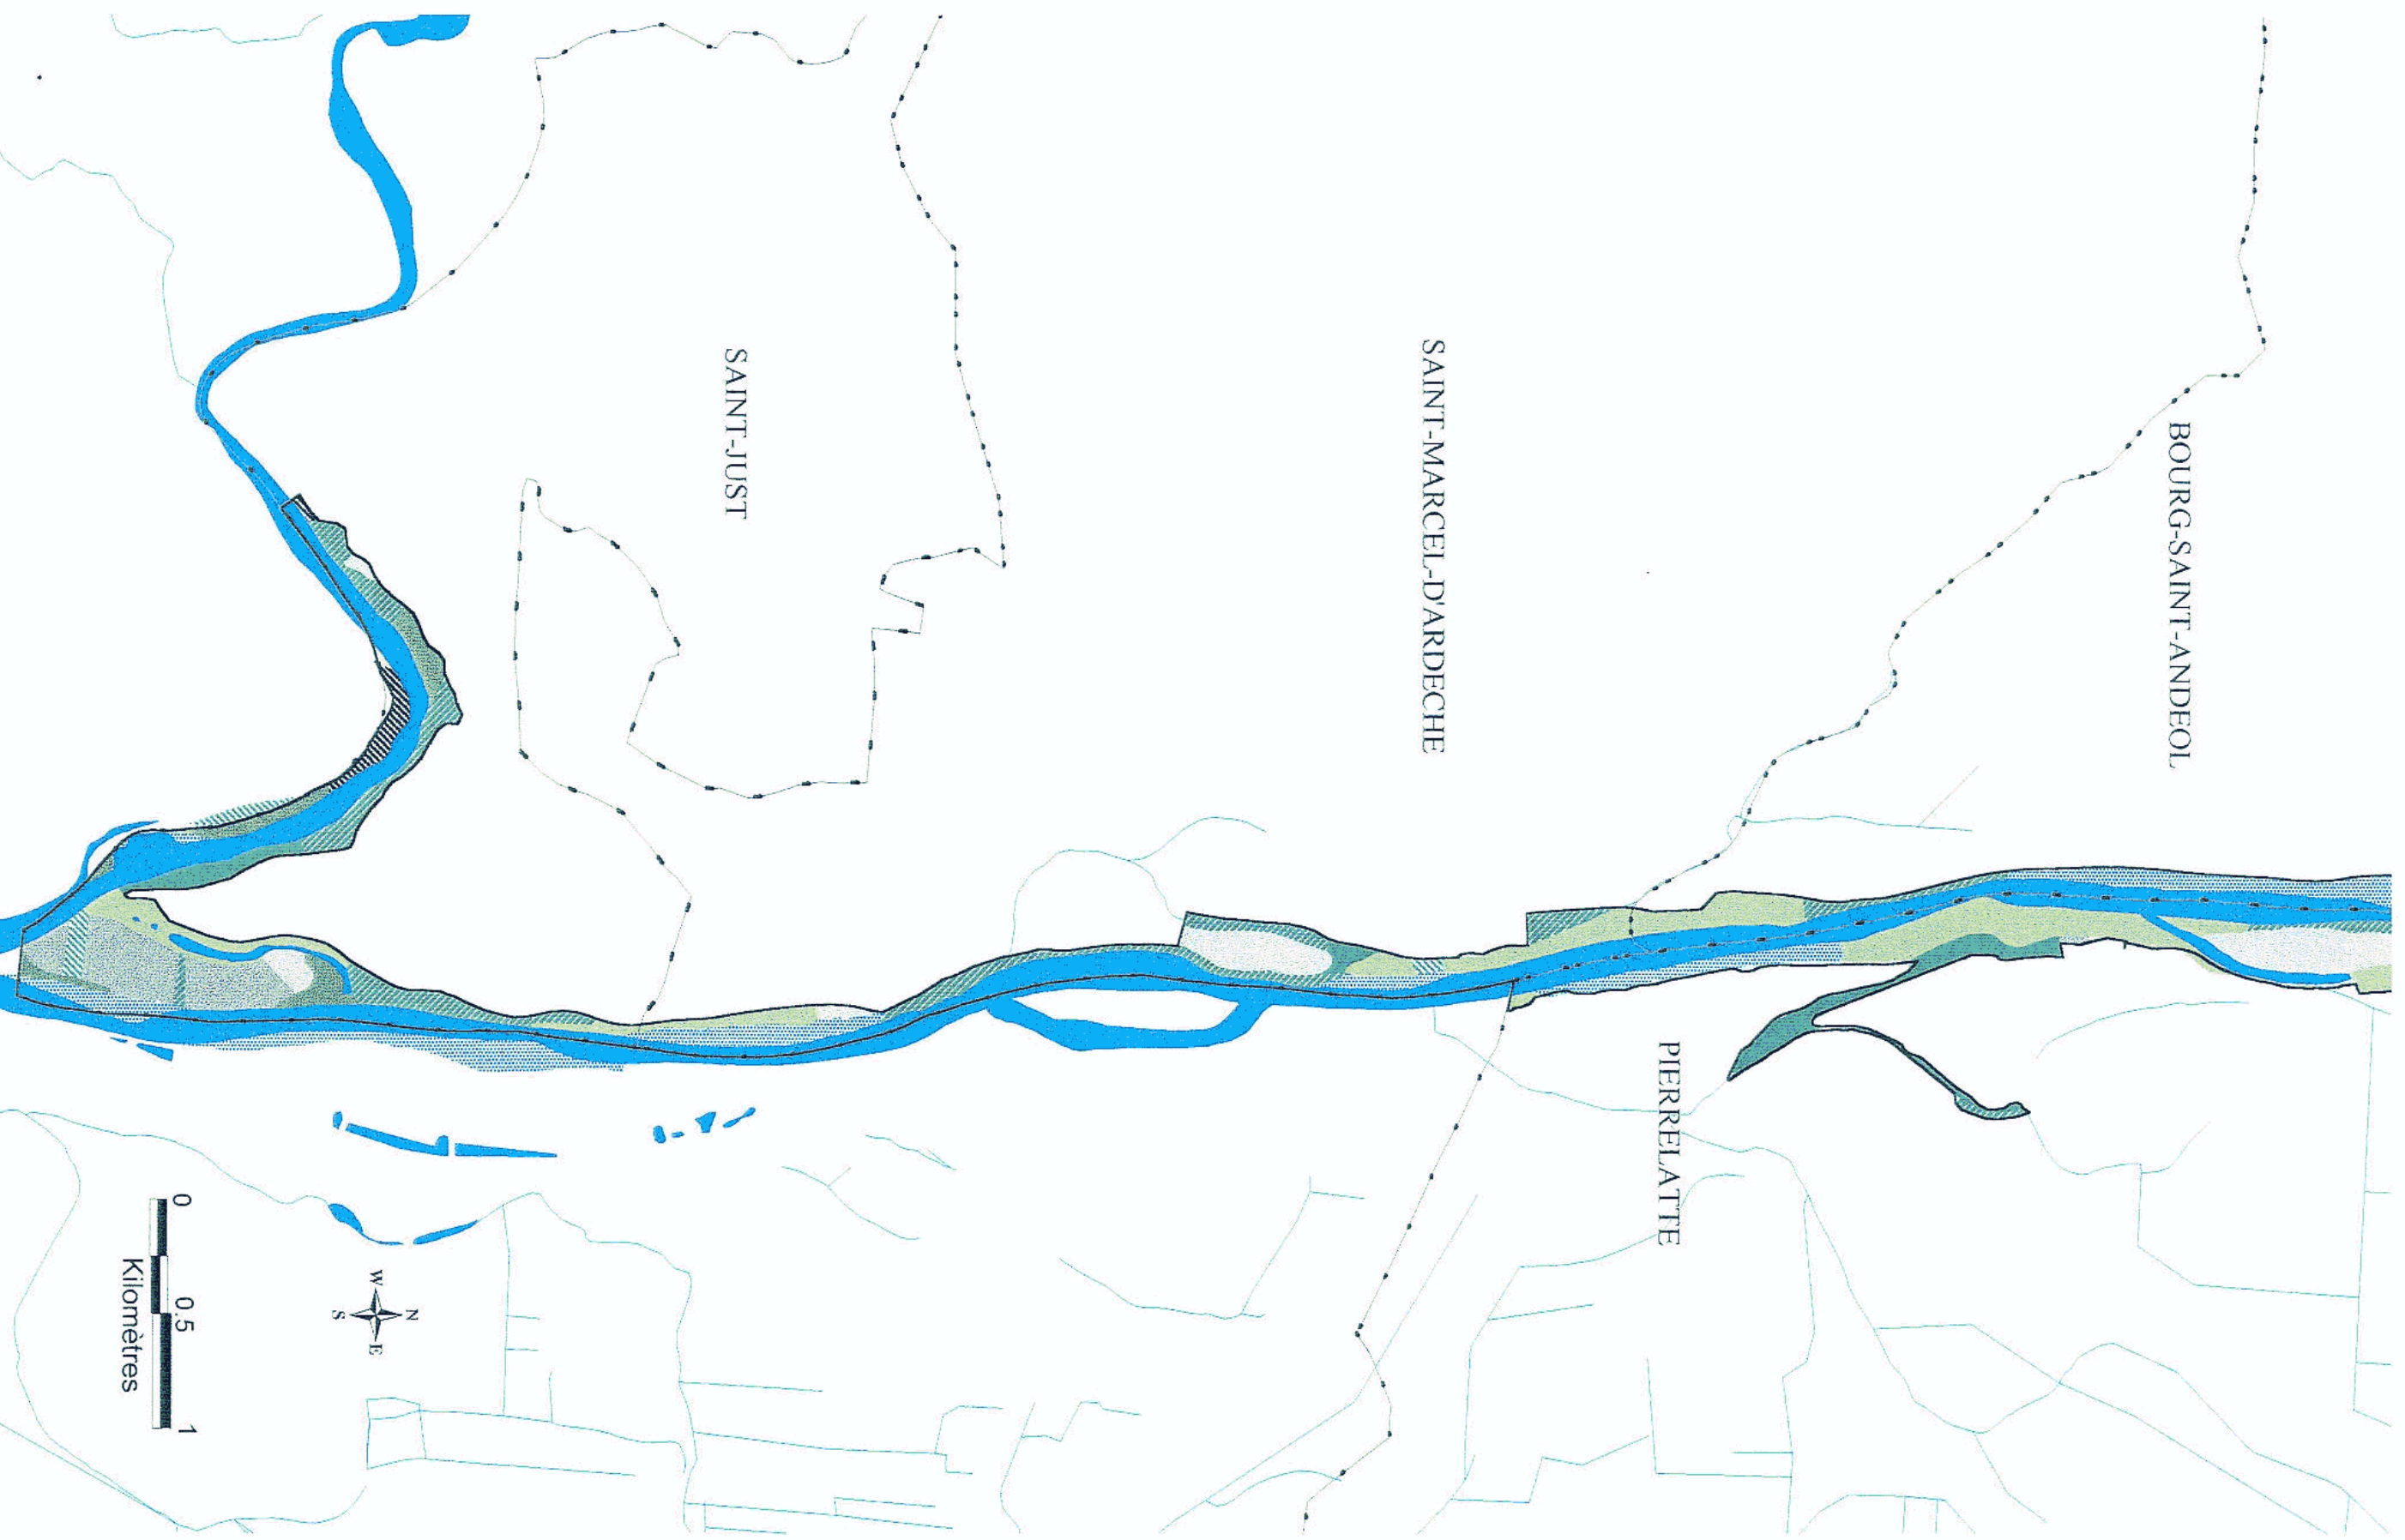 BOURG-SAINT-ANDEOL
SAINT-MARCEL-D'ARDECHE
SAINT-JUST
PIERRELATTE
N
W
E
S
0 0.5 1
Kilomètres